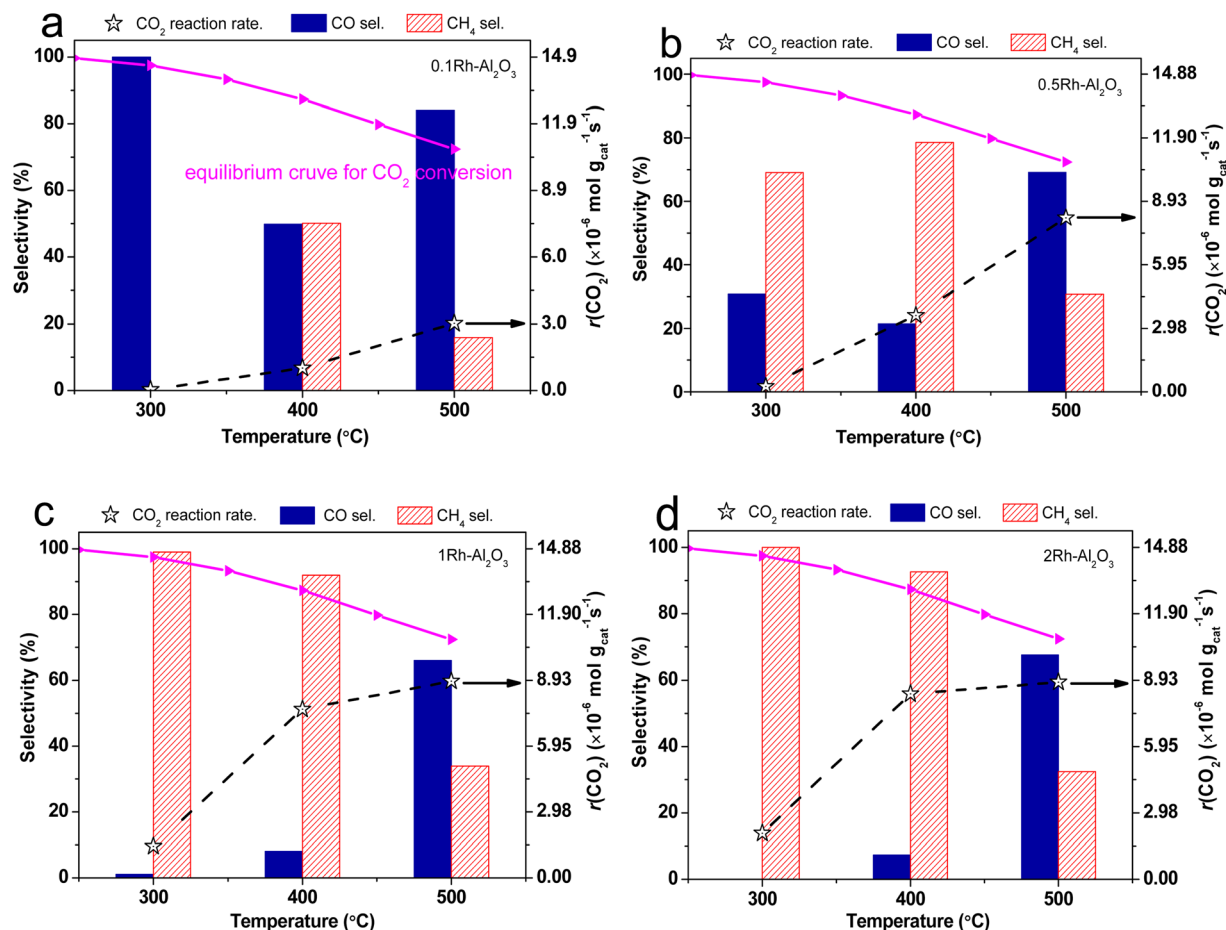 a
CO2 reaction rate. CO sel. CH4 sel.
0.1Rh-Al2O3
equilibrium cruve for CO2 conversion
100
80
60
40
20
0
Selectivity (%)
14.9
11.9
8.9
6.0
3.0
0.0
r(CO2) (×10-6 mol gcat-1s-1)
300 400 500
Temperature (°C)
b
CO2 reaction rate. CO sel. CH4 sel.
0.5Rh-Al2O3
100
80
60
40
20
0
Selectivity (%)
14.88
11.90
8.93
5.95
2.98
0.00
r(CO2) (×10-6 mol gcat-1s-1)
300 400 500
Temperature (°C)
c
CO2 reaction rate. CO sel. CH4 sel.
1Rh-Al2O3
100
80
60
40
20
0
Selectivity (%)
14.88
11.90
8.93
5.95
2.98
0.00
r(CO2) (×10-6 mol gcat-1s-1)
300 400 500
Temperature (°C)
d
CO2 reaction rate. CO sel. CH4 sel.
2Rh-Al2O3
100
80
60
40
20
0
Selectivity (%)
14.88
11.90
8.93
5.95
2.98
0.00
r(CO2) (×10-6 mol gcat-1s-1)
300 400 500
Temperature (°C)